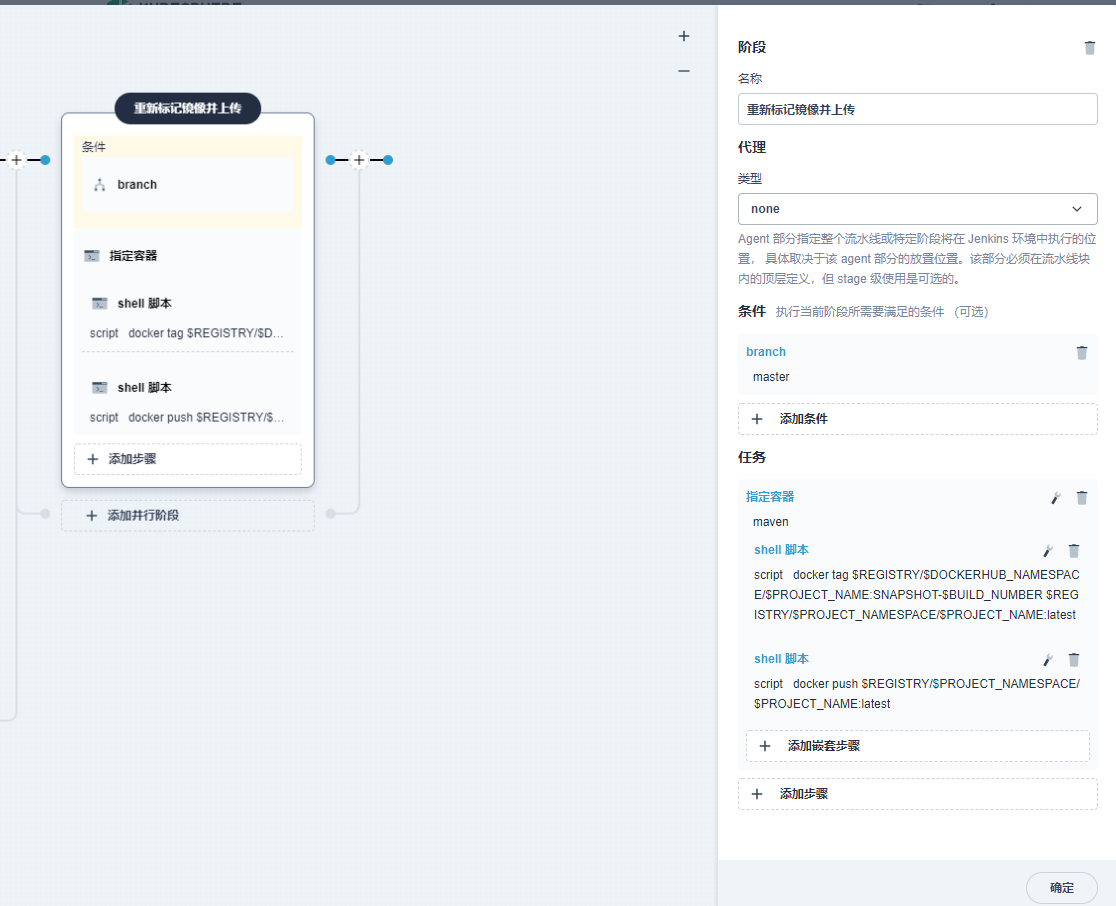 重新标记镜像并上传
条件
branch
指定容器
shell 脚本
script docker tag $REGISTRY/$D...
shell 脚本
script docker push $REGISTRY/$...
添加步骤
添加并行阶段
阶段
名称
重新标记镜像并上传
代理
类型
none
Agent 部分指定整个流水线或特定阶段将在 Jenkins 环境中执行的位
置， 具体取决于该 agent 部分的放置位置。该部分必须在流水线块
内的顶层定义，但 stage 级使用是可选的。
条件 执行当前阶段所需要满足的条件 （可选）
branch
master
添加条件
任务
指定容器
maven
shell 脚本
script docker tag $REGISTRY/$DOCKERHUB_NAMESPAC
E/$PROJECT_NAME:SNAPSHOT-$BUILD_NUMBER $REG
ISTRY/$PROJECT_NAMESPACE/$PROJECT_NAME:latest
shell 脚本
script docker push $REGISTRY/$PROJECT_NAMESPACE/
$PROJECT_NAME:latest
添加嵌套步骤
添加步骤
确定